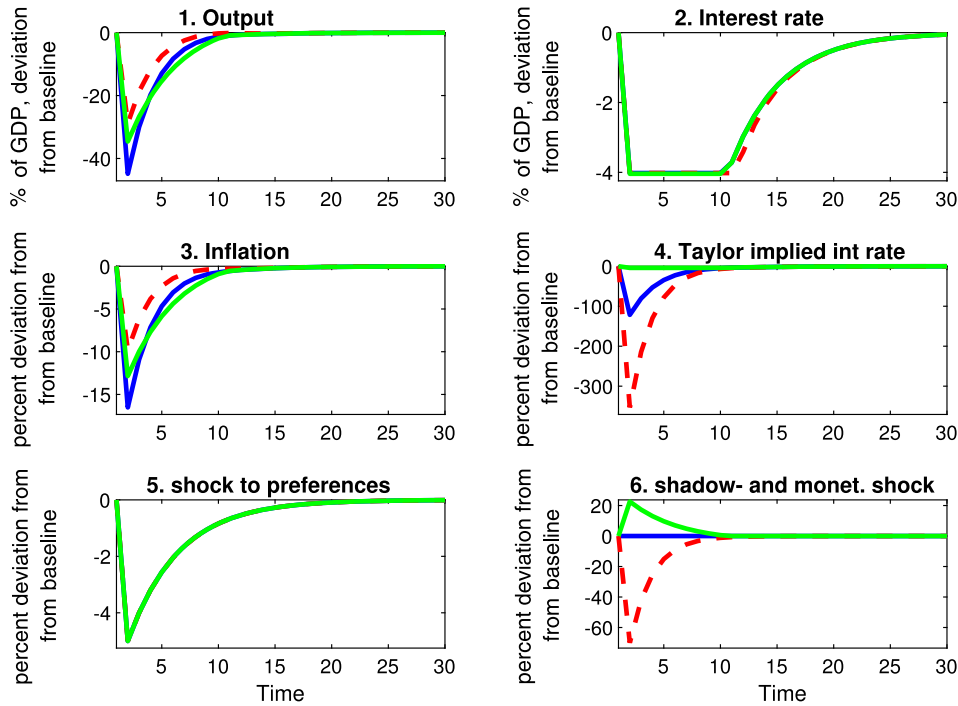 1. Output
% of GDP, deviation
from baseline
0
-20
-40
5 10 15 20 25 30
2. Interest rate
% of GDP, deviation
from baseline
0
-2
-4
5 10 15 20 25 30
3. Inflation
percent deviation from
from baseline
0
-5
-10
-15
5 10 15 20 25 30
4. Taylor implied int rate
percent deviation from
from baseline
0
-100
-200
-300
5 10 15 20 25 30
5. shock to preferences
percent deviation from
from baseline
0
-2
-4
5 10 15 20 25 30
Time
6. shadow- and monet. shock
percent deviation from
from baseline
20
0
-20
-40
-60
5 10 15 20 25 30
Time